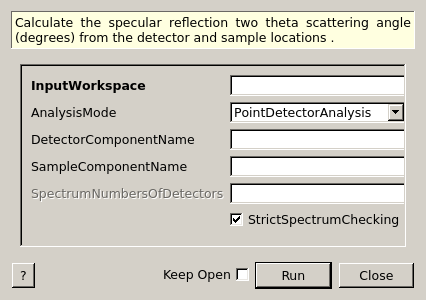 Calculate the specular reflection two theta scattering angle
(degrees) from the detector and sample locations .
InputWorkspace
AnalysisMode PointDetectorAnalysis
DetectorComponentName
SampleComponentName
SpectrumNumbersOfDetectors
StrictSpectrumChecking
? Keep Open Run Close